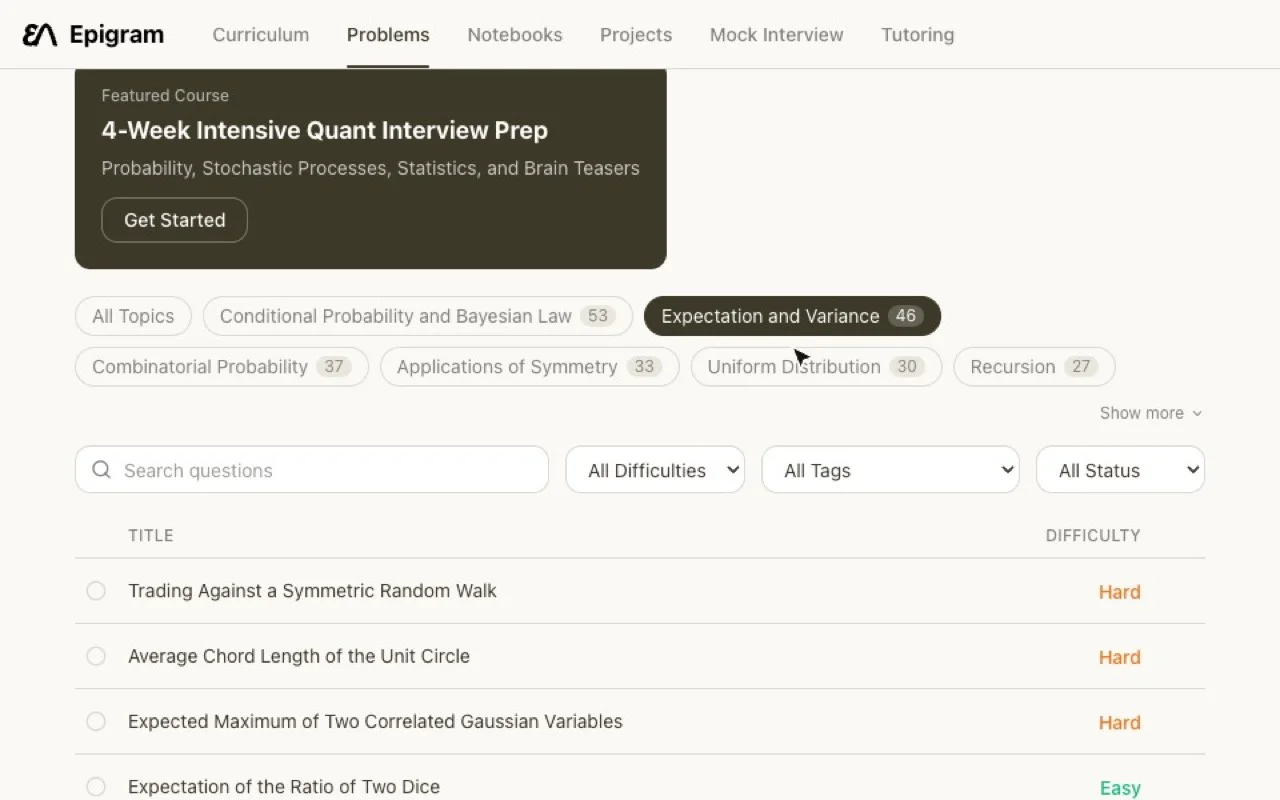 Epigram Curriculum Problems Notebooks Projects Mock Interview Tutoring
Featured Course
4-Week Intensive Quant Interview Prep
Probability, Stochastic Processes, Statistics, and Brain Teasers
Get Started
All Topics Conditional Probability and Bayesian Law 53 Expectation and Variance 46
Combinatorial Probability 37 Applications of Symmetry 33 Uniform Distribution 30 Recursion 27
Show more
Search questions All Difficulties All Tags All Status
TITLE DIFFICULTY
Trading Against a Symmetric Random Walk Hard
Average Chord Length of the Unit Circle Hard
Expected Maximum of Two Correlated Gaussian Variables Hard
Expectation of the Ratio of Two Dice Easy